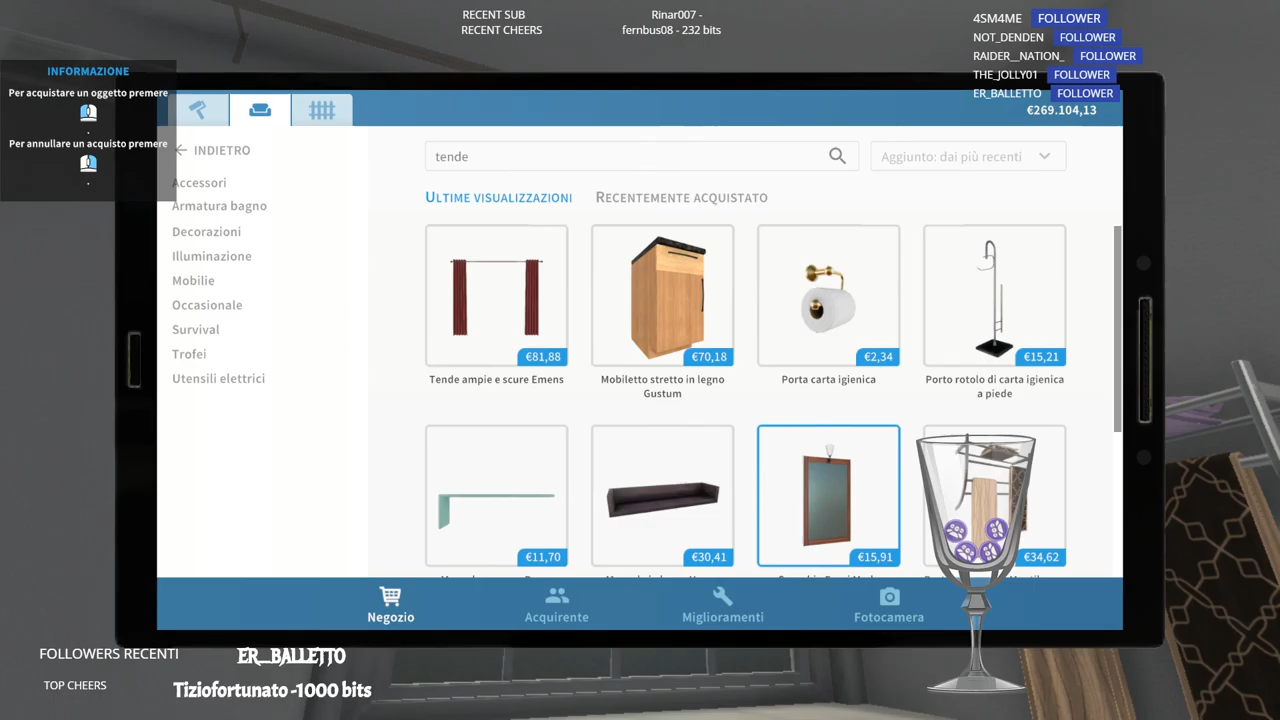 RECENT SUB
RECENT CHEERS
Rinar007 -
fernbus08 - 232 bits
4SM4ME FOLLOWER
NOT_DENDEN FOLLOWER
RAIDER__NATION_ FOLLOWER
THE_JOLLY01 FOLLOWER
ER_BALLETTO FOLLOWER
€269.104,13
INFORMAZIONE
Per acquistare un oggetto premere
.
Per annullare un acquisto premere
.
INDIETRO
Accessori
Armatura bagno
Decorazioni
Illuminazione
Mobilie
Occasionale
Survival
Trofei
Utensili elettrici
tende
Aggiunto: dai più recenti
ULTIME VISUALIZZAZIONI RECENTEMENTE ACQUISTATO
€81,88 €70,18 €2,34 €15,21
Tende ampie e scure Emens
Mobiletto stretto in legno
Gustum
Porta carta igienica
Porto rotolo di carta igienica
a piede
€11,70 €30,41 €15,91 €34,62
Negozio Acquirente Miglioramenti Fotocamera
FOLLOWERS RECENTI ER_BALLETTO
TOP CHEERS Tiziofortunato -1000 bits